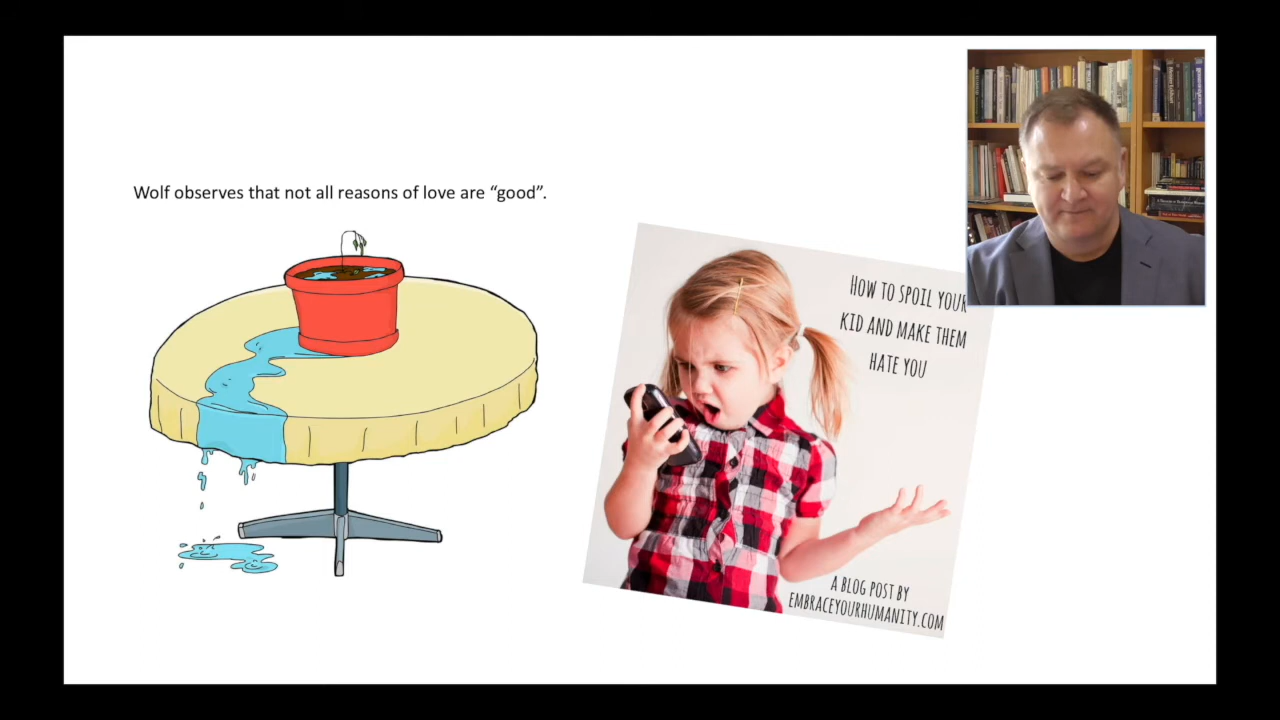 Wolf observes that not all reasons of love are “good”.
HOW TO SPOIL YOUR
KID AND MAKE THEM
HATE YOU
A BLOG POST BY
EMBRACEYOURHUMANITY.COM